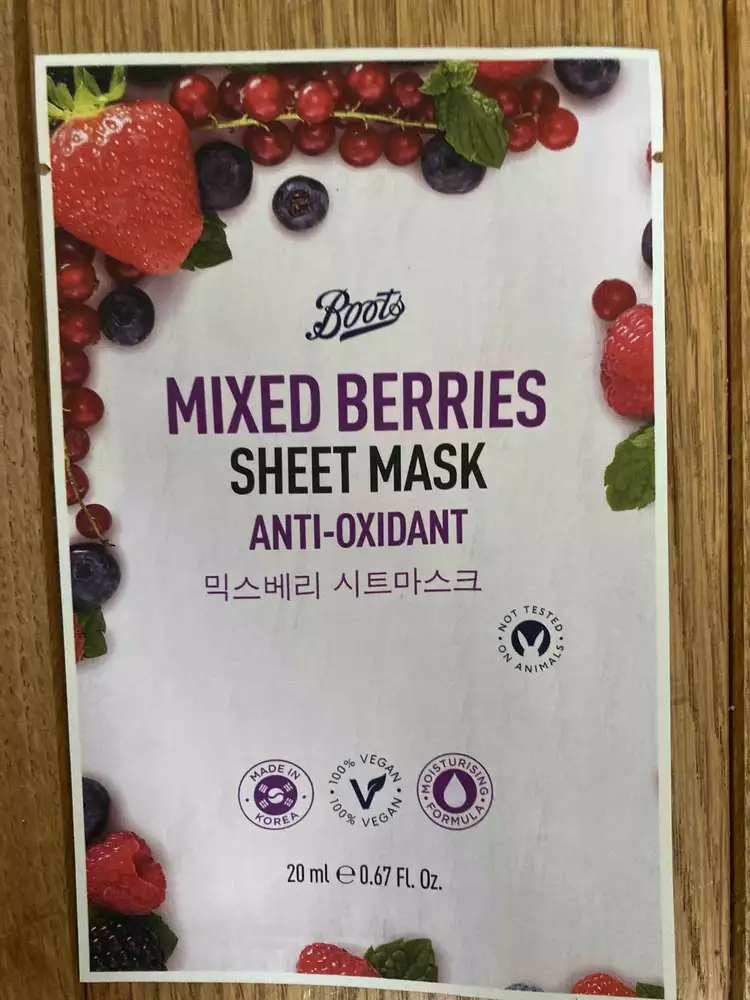 Boots
MIXED BERRIES
SHEET MASK
ANTI-OXIDANT
믹스베리 시트마스크
NOT TESTED
ON ANIMALS
MADE IN
KOREA
100% VEGAN
100% VEGAN
MOISTURISING
FORMULA
20 ml ℮ 0.67 Fl. Oz.